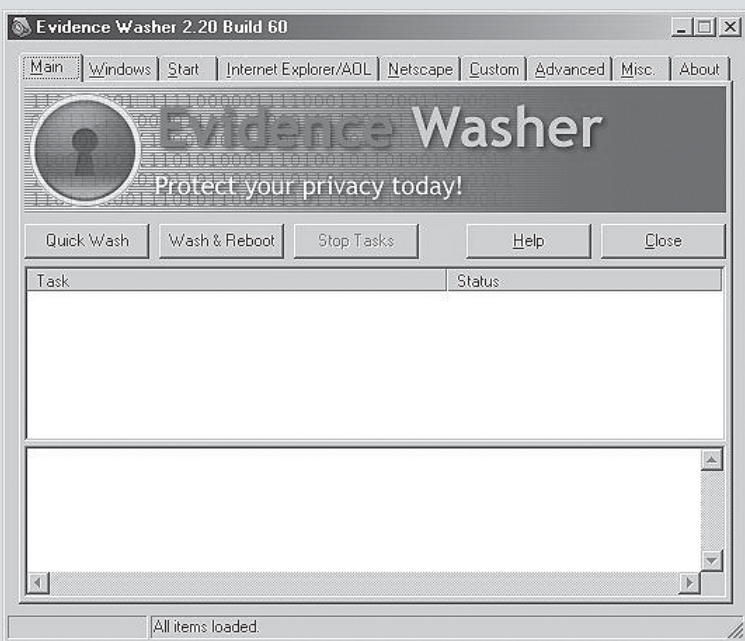 Evidence Washer 2.20 Build 60
Main Windows Start Internet Explorer/AOL Netscape Custom Advanced Misc. About
Evidence Washer
Protect your privacy today!
Quick Wash Wash & Reboot Stop Tasks Help Close
Task Status
All items loaded.